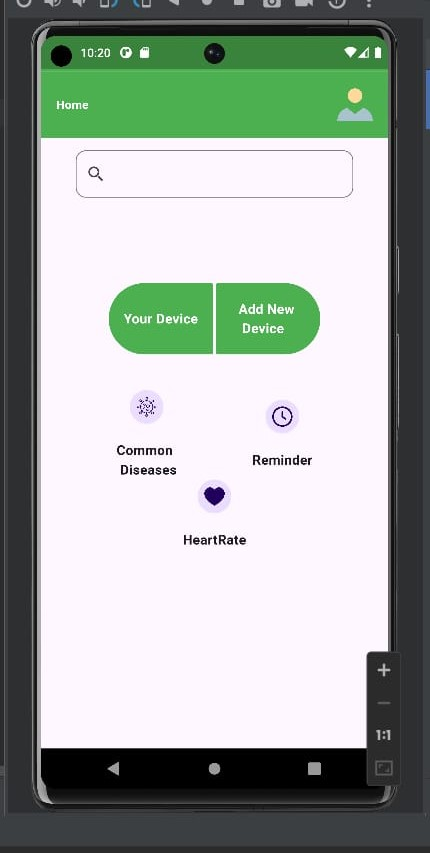 10:20
Home
Your Device
Add New
Device
Common
Diseases
Reminder
HeartRate
1:1